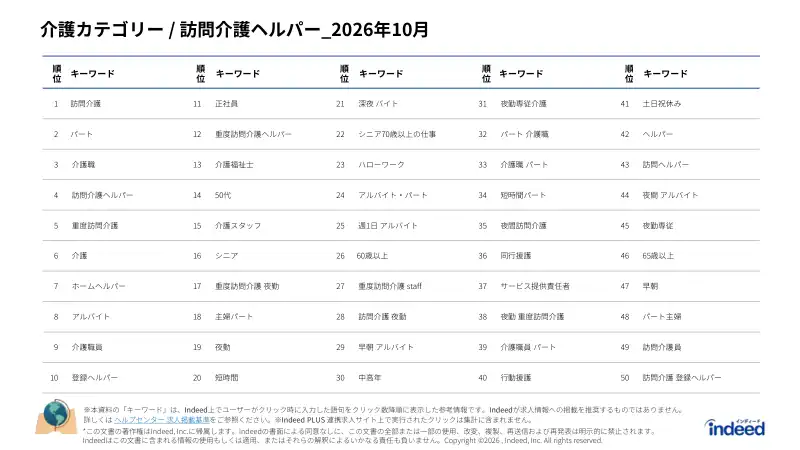 介護カテゴリー / 訪問介護ヘルパー_2026年10月
順位 キーワード 順位 キーワード 順位 キーワード 順位 キーワード 順位 キーワード
1 訪問介護 11 正社員 21 深夜 バイト 31 夜勤専従介護 41 土日祝休み
2 パート 12 重度訪問介護ヘルパー 22 シニア70歳以上の仕事 32 パート 介護職 42 ヘルパー
3 介護職 13 介護福祉士 23 ハローワーク 33 介護職 パート 43 訪問ヘルパー
4 訪問介護ヘルパー 14 50代 24 アルバイト・パート 34 短時間パート 44 夜間 アルバイト
5 重度訪問介護 15 介護スタッフ 25 週1日 アルバイト 35 夜間訪問介護 45 夜勤専従
6 介護 16 シニア 26 60歳以上 36 同行援護 46 65歳以上
7 ホームヘルパー 17 重度訪問介護 夜勤 27 重度訪問介護 staff 37 サービス提供責任者 47 早朝
8 アルバイト 18 主婦パート 28 訪問介護 夜勤 38 夜勤 重度訪問介護 48 パート主婦
9 介護職員 19 夜勤 29 早朝 アルバイト 39 介護職員 パート 49 訪問介護員
10 登録ヘルパー 20 短時間 30 中高年 40 行動援護 50 訪問介護 登録ヘルパー
※本資料の「キーワード」は、Indeed上でユーザーがクリック時に入力した語句をクリック数降順に表示した参考情報です。Indeedが求人情報への掲載を推奨するものではありません。
詳しくは ヘルプセンター 求人掲載基準をご参照ください。※Indeed PLUS 連携求人サイト上で実行されたクリックは集計に含まれません。
*この文書の著作権はIndeed, Inc.に帰属します。Indeedの書面による同意なしに、この文書の全部または一部の使用、改変、複製、再送信および再発表は明示的に禁止されます。
Indeedはこの文書に含まれる情報の使用もしくは適用、またはそれらの解釈によるいかなる責任も負いません。Copyright ©2026 , Indeed, Inc. All rights reserved.
インディード
indeed